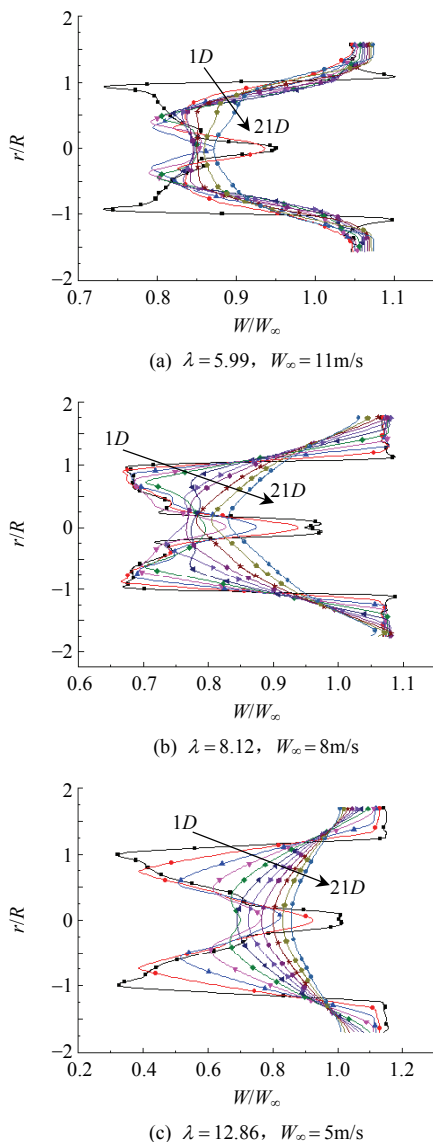 2
1
0
−1
−2
r/R
1D
21D
0.7 0.8 0.9 1.0 1.1
W/W∞
(a) λ = 5.99, W∞ = 11m/s
2
1
0
−1
−2
r/R
1D
21D
0.6 0.7 0.8 0.9 1.0 1.1
W/W∞
(b) λ = 8.12, W∞ = 8m/s
2
1
0
−1
−2
r/R
1D
21D
0.2 0.4 0.6 0.8 1.0 1.2
W/W∞
(c) λ = 12.86, W∞ = 5m/s